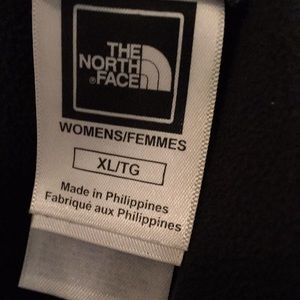 THE
NORTH
®FACE
WOMENS/FEMMES
XL/TG
Made in Philippines
Fabriqué aux Philippines